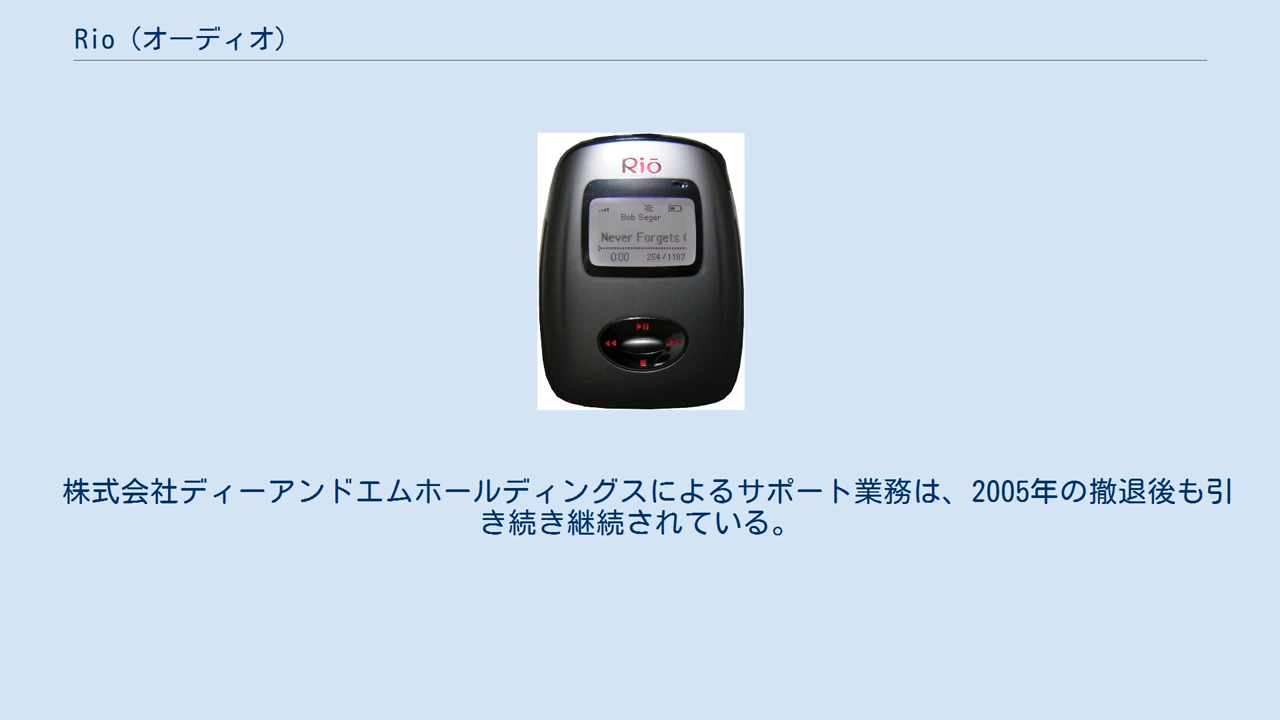 Rio（オーディオ）
Riō
Bob Seger
Never Forgets (
0:00 264/1187
株式会社ディーアンドエムホールディングスによるサポート業務は、2005年の撤退後も引
き続き継続されている。